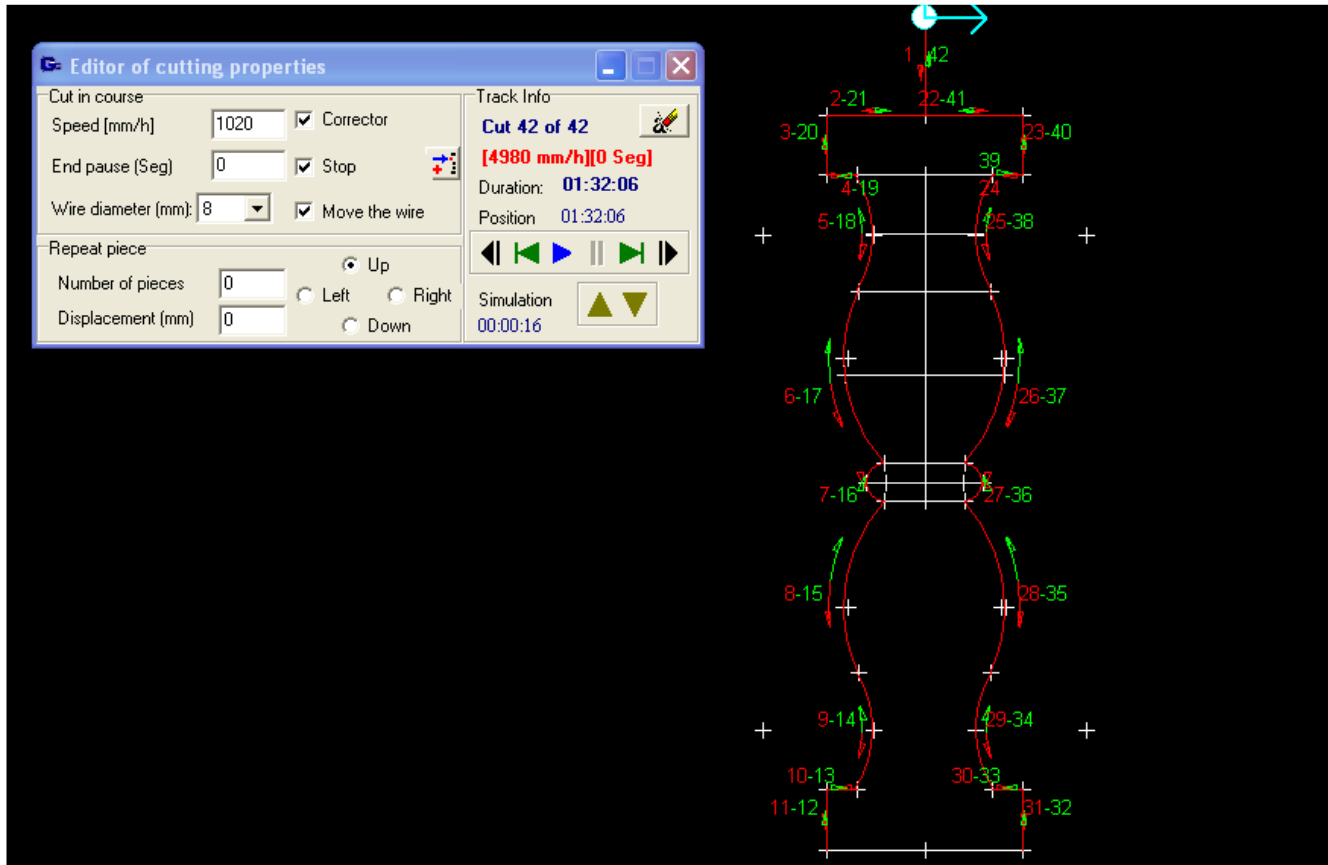 Editor of cutting properties
Cut in course
Speed [mm/h] 1020 Corrector
End pause (Seg) 0 Stop
Wire diameter (mm): 8 Move the wire
Repeat piece
Number of pieces 0
Displacement (mm) 0
Up
Left Right
Down
Track Info
Cut 42 of 42
[4980 mm/h][0 Seg]
Duration: 01:32:06
Position 01:32:06
Simulation
00:00:16
1 42
2-21 22-41
3-20 23-40
39
4-19 24
5-18 25-38
6-17 26-37
7-16 27-36
8-15 28-35
9-14 29-34
10-13 30-33
11-12 31-32